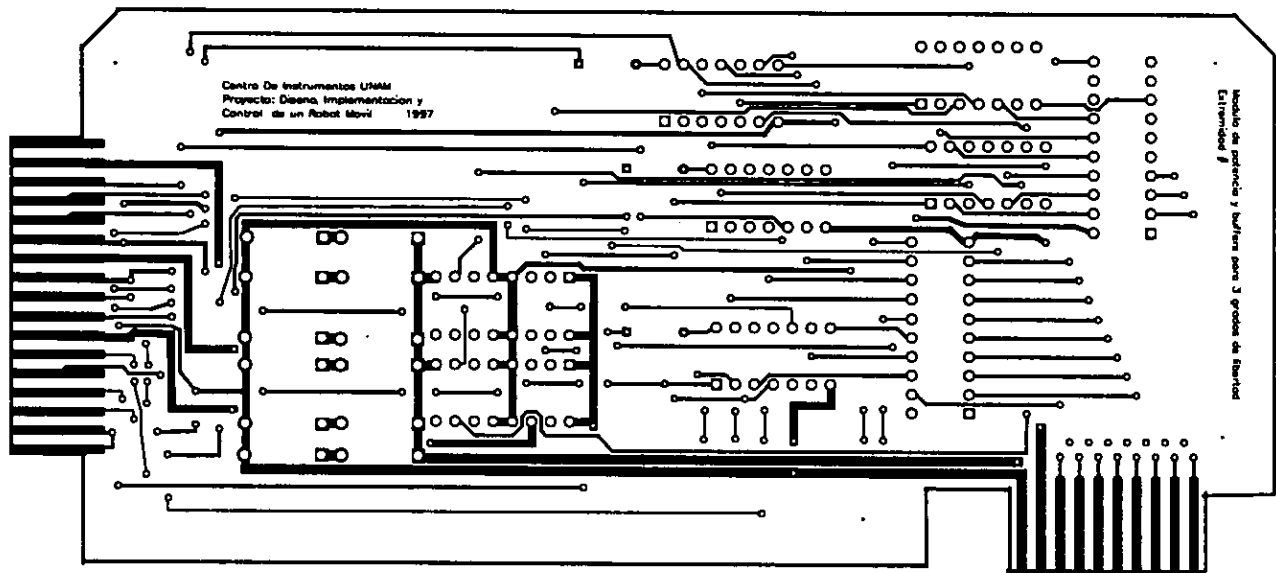 Centro De Instrumentos UNAM
Proyecto: Diseno, Implementacion y
Control de un Robot Movil 1997
Modulo de potencia y buffers para 3 grados de libertad
Extremidad #